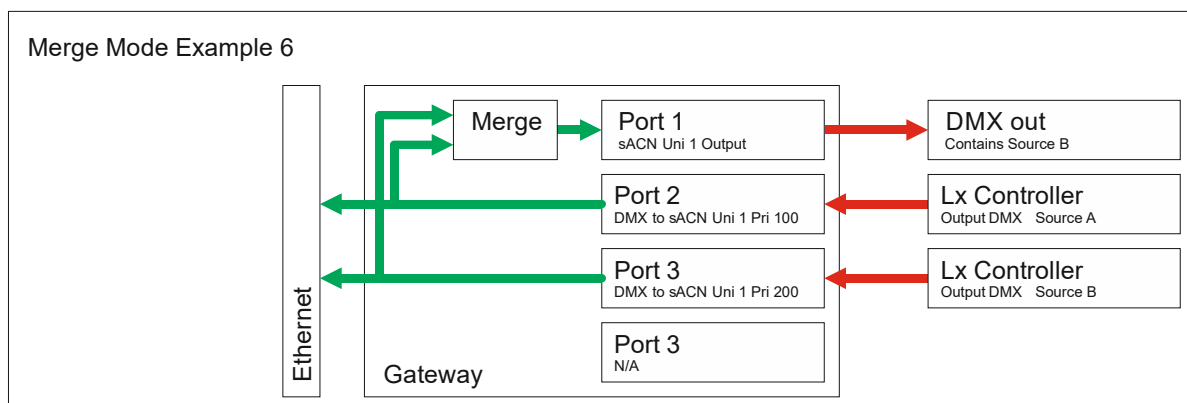 Merge Mode Example 6
Ethernet
Gateway
Merge
Port 1
sACN Uni 1 Output
DMX out
Contains Source B
Port 2
DMX to sACN Uni 1 Pri 100
Lx Controller
Output DMX Source A
Port 3
DMX to sACN Uni 1 Pri 200
Lx Controller
Output DMX Source B
Port 3
N/A